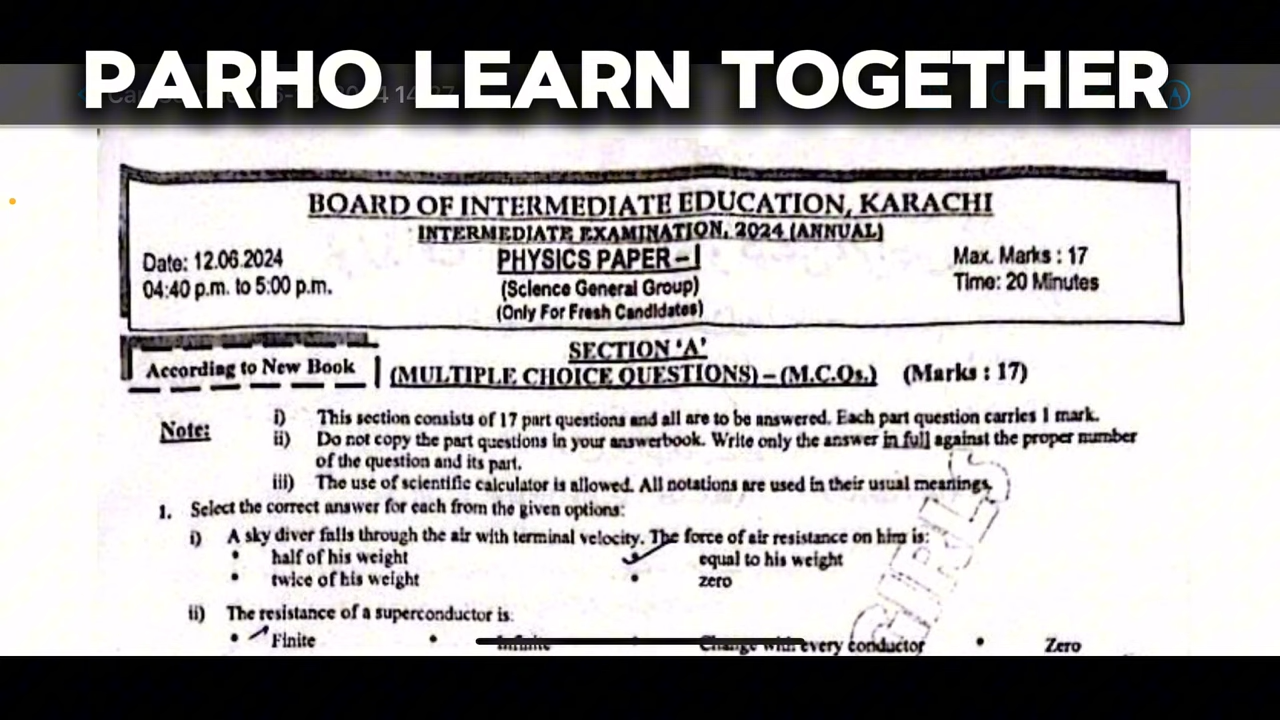 PARHO LEARN TOGETHER
BOARD OF INTERMEDIATE EDUCATION, KARACHI
INTERMEDIATE EXAMINATION, 2024 (ANNUAL)
Date: 12.06.2024
04:40 p.m. to 5:00 p.m.
PHYSICS PAPER – I
(Science General Group)
(Only For Fresh Candidates)
Max. Marks : 17
Time: 20 Minutes
According to New Book
SECTION 'A'
(MULTIPLE CHOICE QUESTIONS) – (M.C.Qs.) (Marks : 17)
Note: i) This section consists of 17 part questions and all are to be answered. Each part question carries 1 mark.
ii) Do not copy the part questions in your answerbook. Write only the answer in full against the proper number
of the question and its part.
iii) The use of scientific calculator is allowed. All notations are used in their usual meanings.
1. Select the correct answer for each from the given options:
i) A sky diver falls through the air with terminal velocity. The force of air resistance on him is:
• half of his weight • equal to his weight
• twice of his weight • zero
ii) The resistance of a superconductor is:
• Finite • Infinite • Change with every conductor • Zero
GIRLS